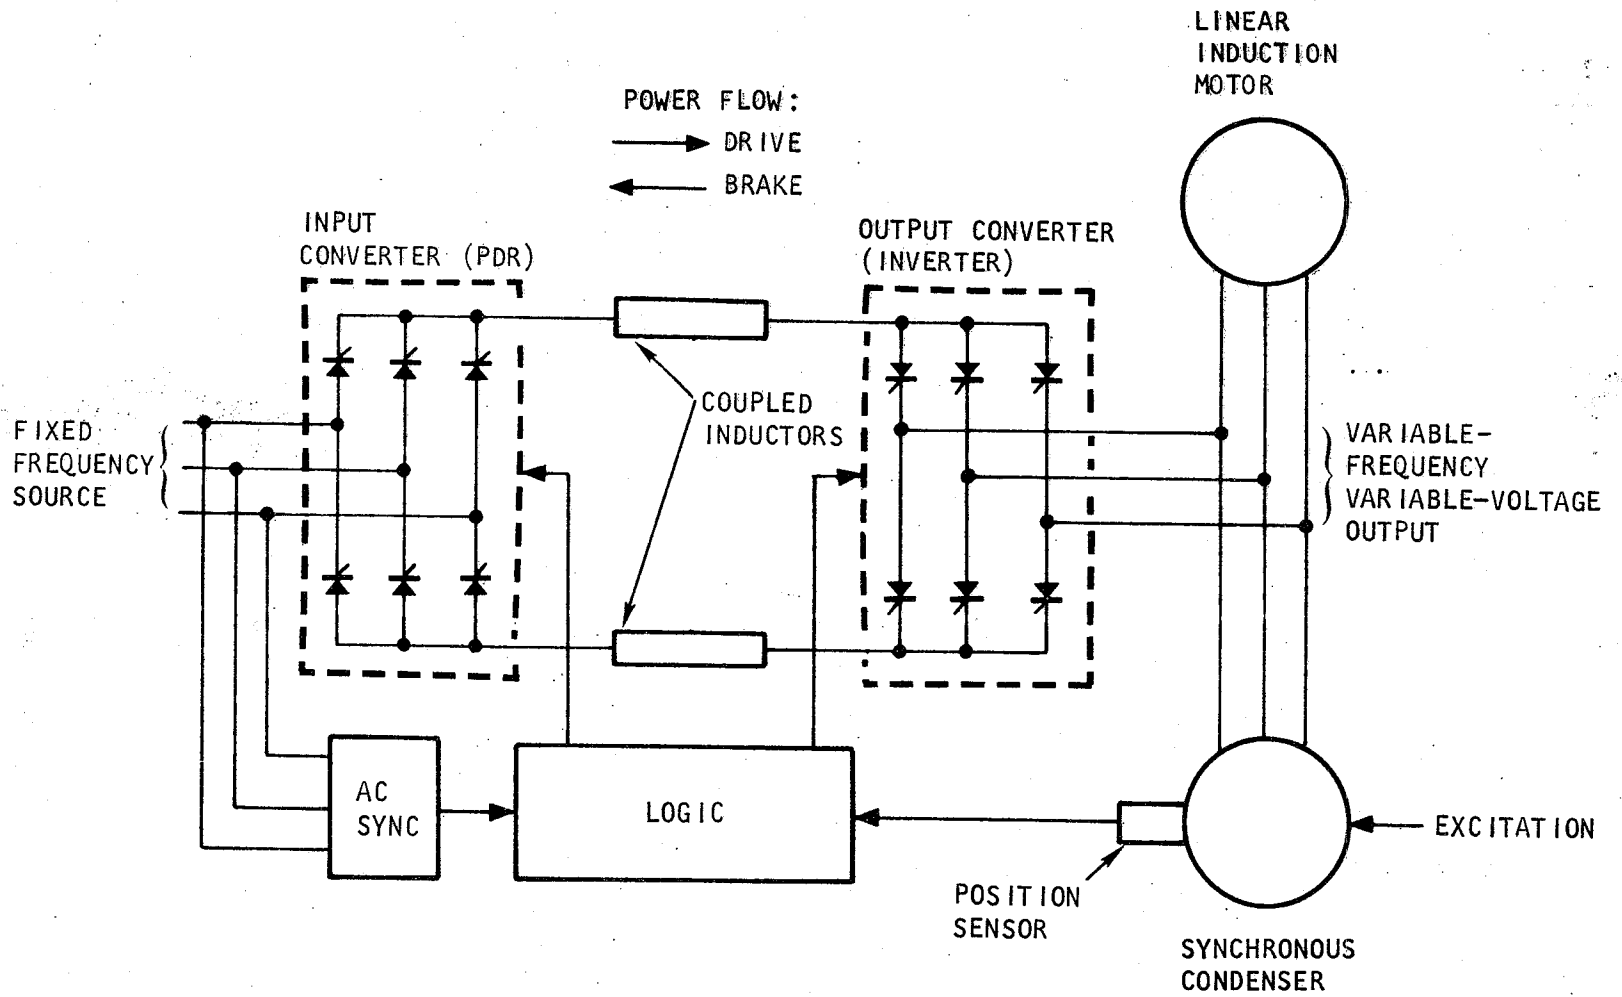 LINEAR
INDUCTION
MOTOR
POWER FLOW:
DRIVE
BRAKE
INPUT
CONVERTER (PDR)
OUTPUT CONVERTER
(INVERTER)
COUPLED
INDUCTORS
FIXED
FREQUENCY
SOURCE
VARIABLE-
FREQUENCY
VARIABLE-VOLTAGE
OUTPUT
AC
SYNC
LOGIC
EXCITATION
POSITION
SENSOR
SYNCHRONOUS
CONDENSER